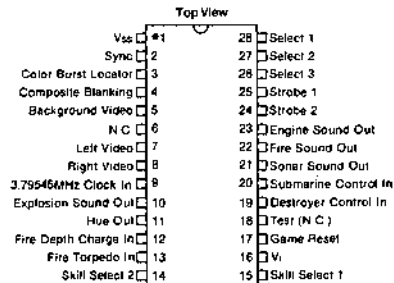 Top View
Vss *1 28 Select 1
Sync 2 27 Select 2
Color Burst Locator 3 26 Select 3
Composite Blanking 4 25 Strobe 1
Background Video 5 24 Strobe 2
N C 6 23 Engine Sound Out
Left Video 7 22 Fire Sound Out
Right Video 8 21 Sonar Sound Out
3.79545MHz Clock In 9 20 Submarine Control In
Explosion Sound Out 10 19 Destroyer Control In
Hue Out 11 18 Test (N C)
Fire Depth Charge In 12 17 Game Reset
Fire Torpedo In 13 16 Vi
Skill Select 2 14 15 Skill Select 1